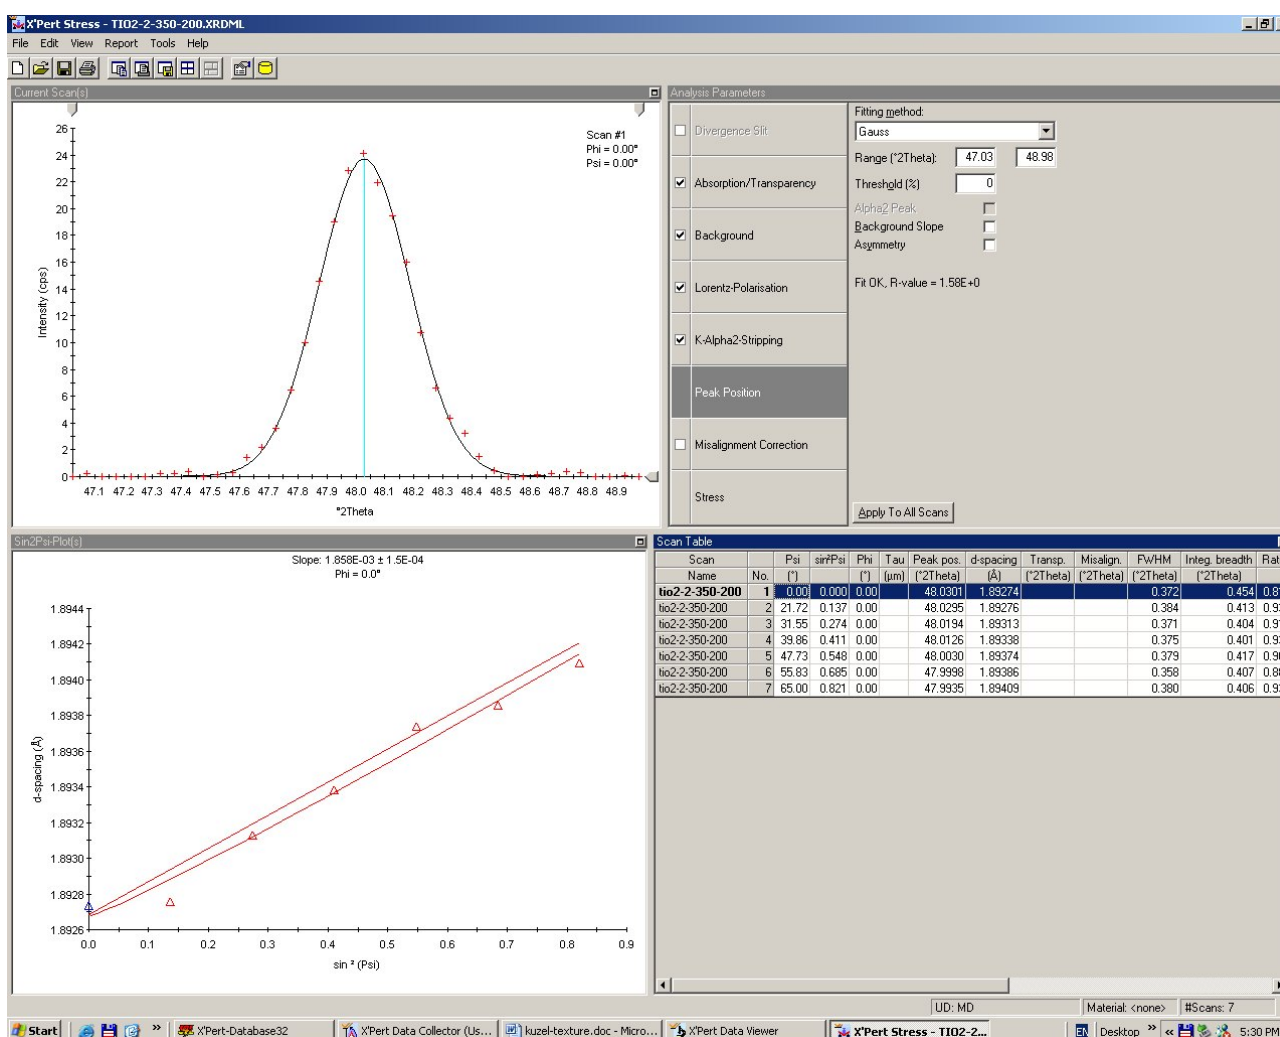 X'Pert Stress - TIO2-2-350-200.XRDML
File Edit View Report Tools Help
Current Scan(s)
Scan #1
Phi = 0.00°
Psi = 0.00°
26
24
22
20
18
16
14
12
10
8
6
4
2
0
Intensity (cps)
47.1 47.2 47.3 47.4 47.5 47.6 47.7 47.8 47.9 48.0 48.1 48.2 48.3 48.4 48.5 48.6 48.7 48.8 48.9
°2Theta
Analysis Parameters
Divergence Slit
Absorption/Transparency
Background
Lorentz-Polarisation
K-Alpha2-Stripping
Peak Position
Misalignment Correction
Stress
Fitting method:
Gauss
Range (°2Theta): 47.03 48.98
Threshold (%) 0
Alpha2 Peak
Background Slope
Asymmetry
Fit OK, R-value = 1.58E+0
Apply To All Scans
Sin2Psi-Plot(s)
Slope: 1.858E-03 ± 1.5E-04
Phi = 0.0°
1.8944
1.8942
1.8940
1.8938
1.8936
1.8934
1.8932
1.8930
1.8928
1.8926
d-spacing (Å)
0.0 0.1 0.2 0.3 0.4 0.5 0.6 0.7 0.8 0.9
sin ² (Psi)
Scan Table
Scan Psi sin²Psi Phi Tau Peak pos. d-spacing Transp. Misalign. FWHM Integ. breadth
Name No. (°) (°) (µm) (°2Theta) (Å) (°2Theta) (°2Theta) (°2Theta) (°2Theta)
tio2-2-350-200 1 0.00 0.000 0.00 48.0301 1.89274 0.372 0.454
tio2-2-350-200 2 21.72 0.137 0.00 48.0295 1.89276 0.384 0.413
tio2-2-350-200 3 31.55 0.274 0.00 48.0194 1.89313 0.371 0.404
tio2-2-350-200 4 39.86 0.411 0.00 48.0126 1.89338 0.375 0.401
tio2-2-350-200 5 47.73 0.548 0.00 48.0030 1.89374 0.379 0.417
tio2-2-350-200 6 55.83 0.685 0.00 47.9998 1.89386 0.358 0.407
tio2-2-350-200 7 65.00 0.821 0.00 47.9935 1.89409 0.380 0.406
UD: MD Material: <none> #Scans: 7
Start » X'Pert-Database32 X'Pert Data Collector (Us... kuzel-texture.doc - Micro... X'Pert Data Viewer X'Pert Stress - TIO2-2... EN Desktop » « 5:30 PM